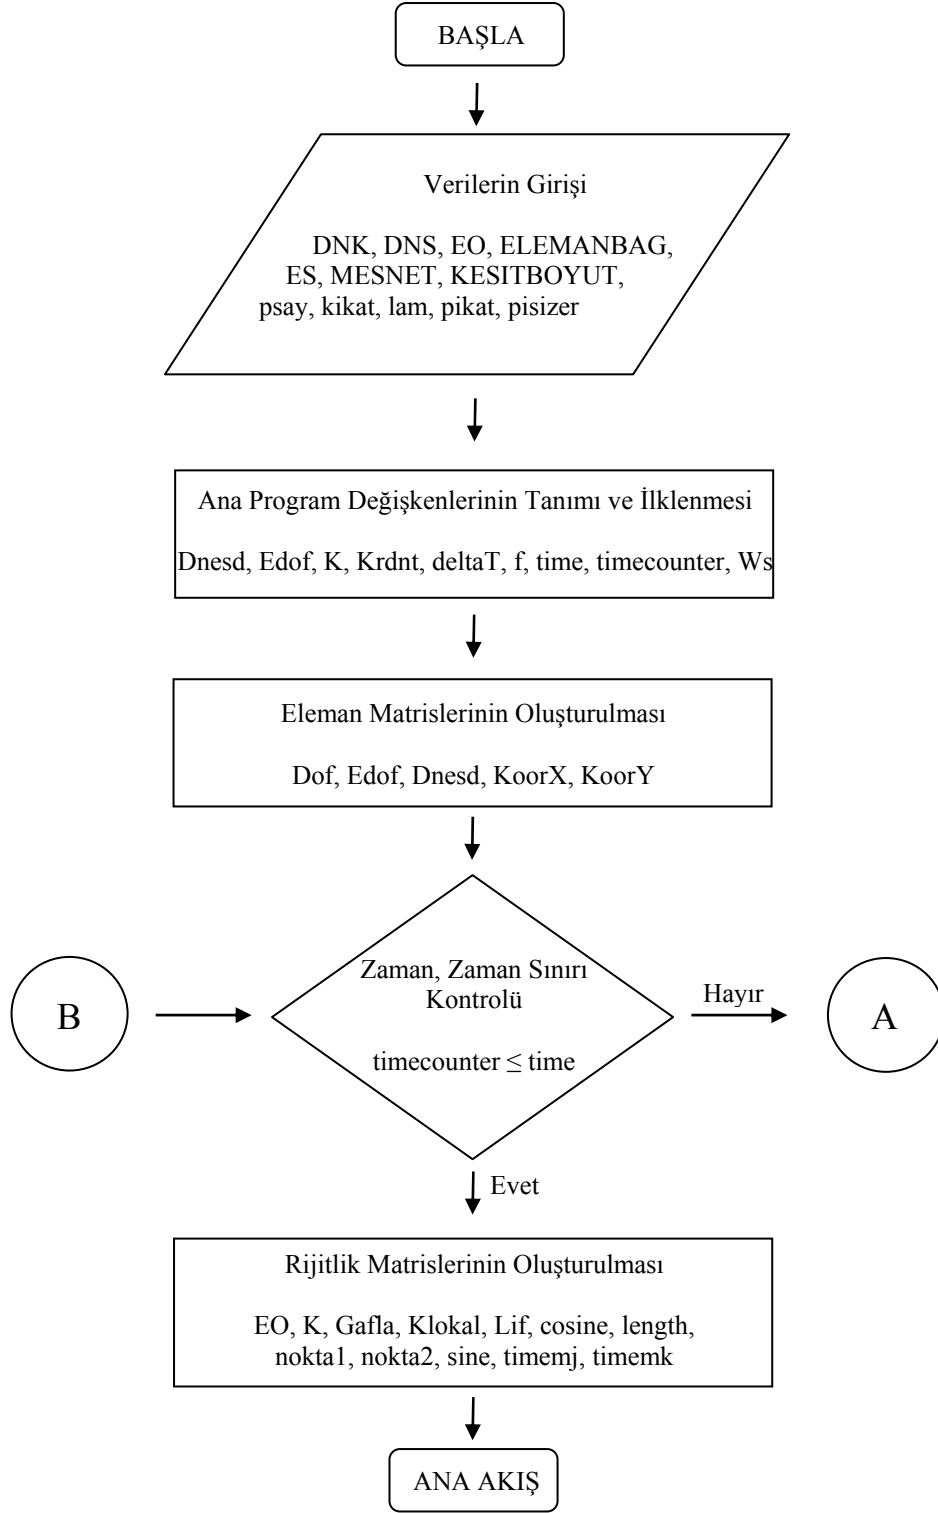 BAŞLA
Verilerin Girişi
DNK, DNS, EO, ELEMANBAG,
ES, MESNET, KESITBOYUT,
psay, kikat, lam, pikat, pisizer
Ana Program Değişkenlerinin Tanımı ve İlklenmesi
Dnesd, Edof, K, Krdnt, deltaT, f, time, timecounter, Ws
Eleman Matrislerinin Oluşturulması
Dof, Edof, Dnesd, KoorX, KoorY
Zaman, Zaman Sınırı
Kontrolü
timecounter ≤ time
B
Hayır
A
Evet
Rijitlik Matrislerinin Oluşturulması
EO, K, Gafla, Klokal, Lif, cosine, length,
nokta1, nokta2, sine, timemj, timemk
ANA AKIŞ